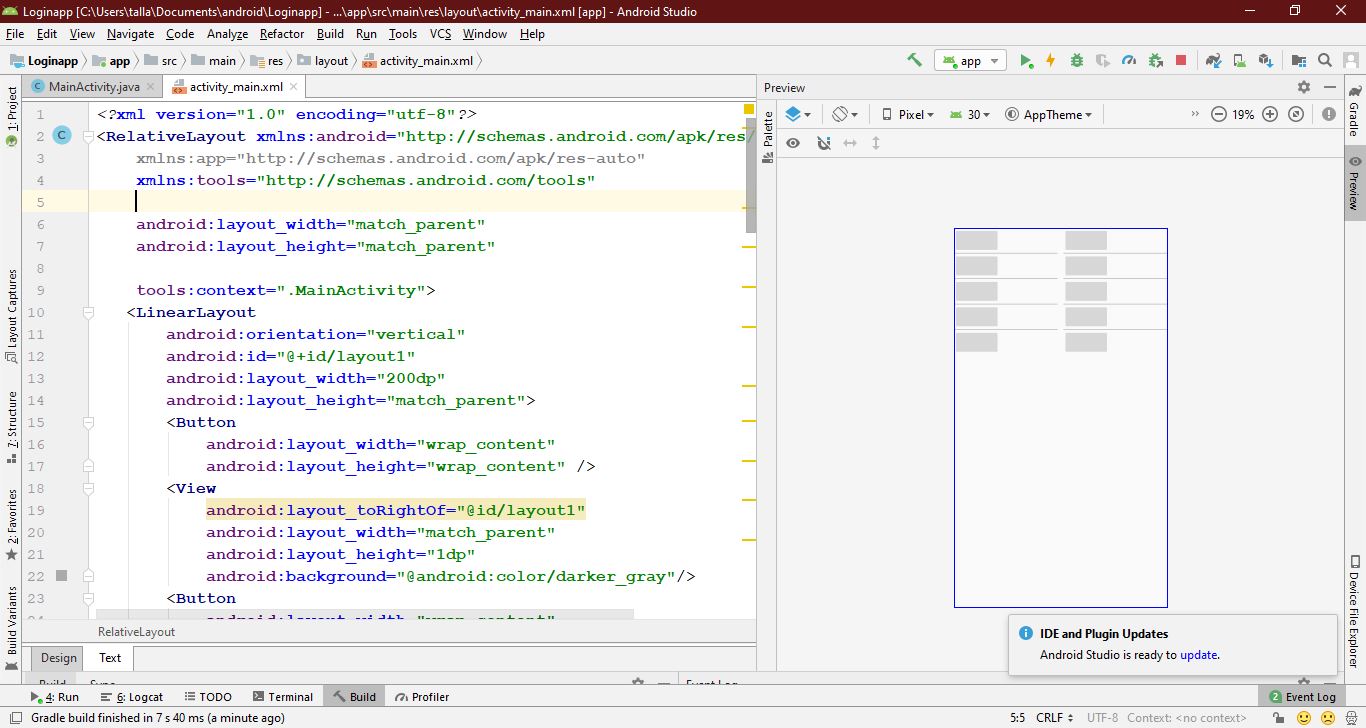 Loginapp [C:\Users\talla\Documents\android\Loginapp] - ...\app\src\main\res\layout\activity_main.xml [app] - Android Studio
File Edit View Navigate Code Analyze Refactor Build Run Tools VCS Window Help
Loginapp app src main res layout activity_main.xml app
MainActivity.java activity_main.xml
1 <?xml version="1.0" encoding="utf-8"?>
2 <RelativeLayout xmlns:android="http://schemas.android.com/apk/res/
3 xmlns:app="http://schemas.android.com/apk/res-auto"
4 xmlns:tools="http://schemas.android.com/tools"
5
6 android:layout_width="match_parent"
7 android:layout_height="match_parent"
8
9 tools:context=".MainActivity">
10 <LinearLayout
11 android:orientation="vertical"
12 android:id="@+id/layout1"
13 android:layout_width="200dp"
14 android:layout_height="match_parent">
15 <Button
16 android:layout_width="wrap_content"
17 android:layout_height="wrap_content" />
18 <View
19 android:layout_toRightOf="@id/layout1"
20 android:layout_width="match_parent"
21 android:layout_height="1dp"
22 android:background="@android:color/darker_gray"/>
23 <Button
24 android:layout_width="wrap_content"
RelativeLayout
Design Text
Build Sync
Event Log
1: Project
Layout Captures
7: Structure
2: Favorites
Build Variants
Preview
Palette
Pixel 30 AppTheme 19%
Gradle
Preview
Device File Explorer
IDE and Plugin Updates
Android Studio is ready to update.
4: Run 6: Logcat TODO Terminal Build Profiler 2 Event Log
Gradle build finished in 7 s 40 ms (a minute ago) 5:5 CRLF UTF-8 Context: <no context>